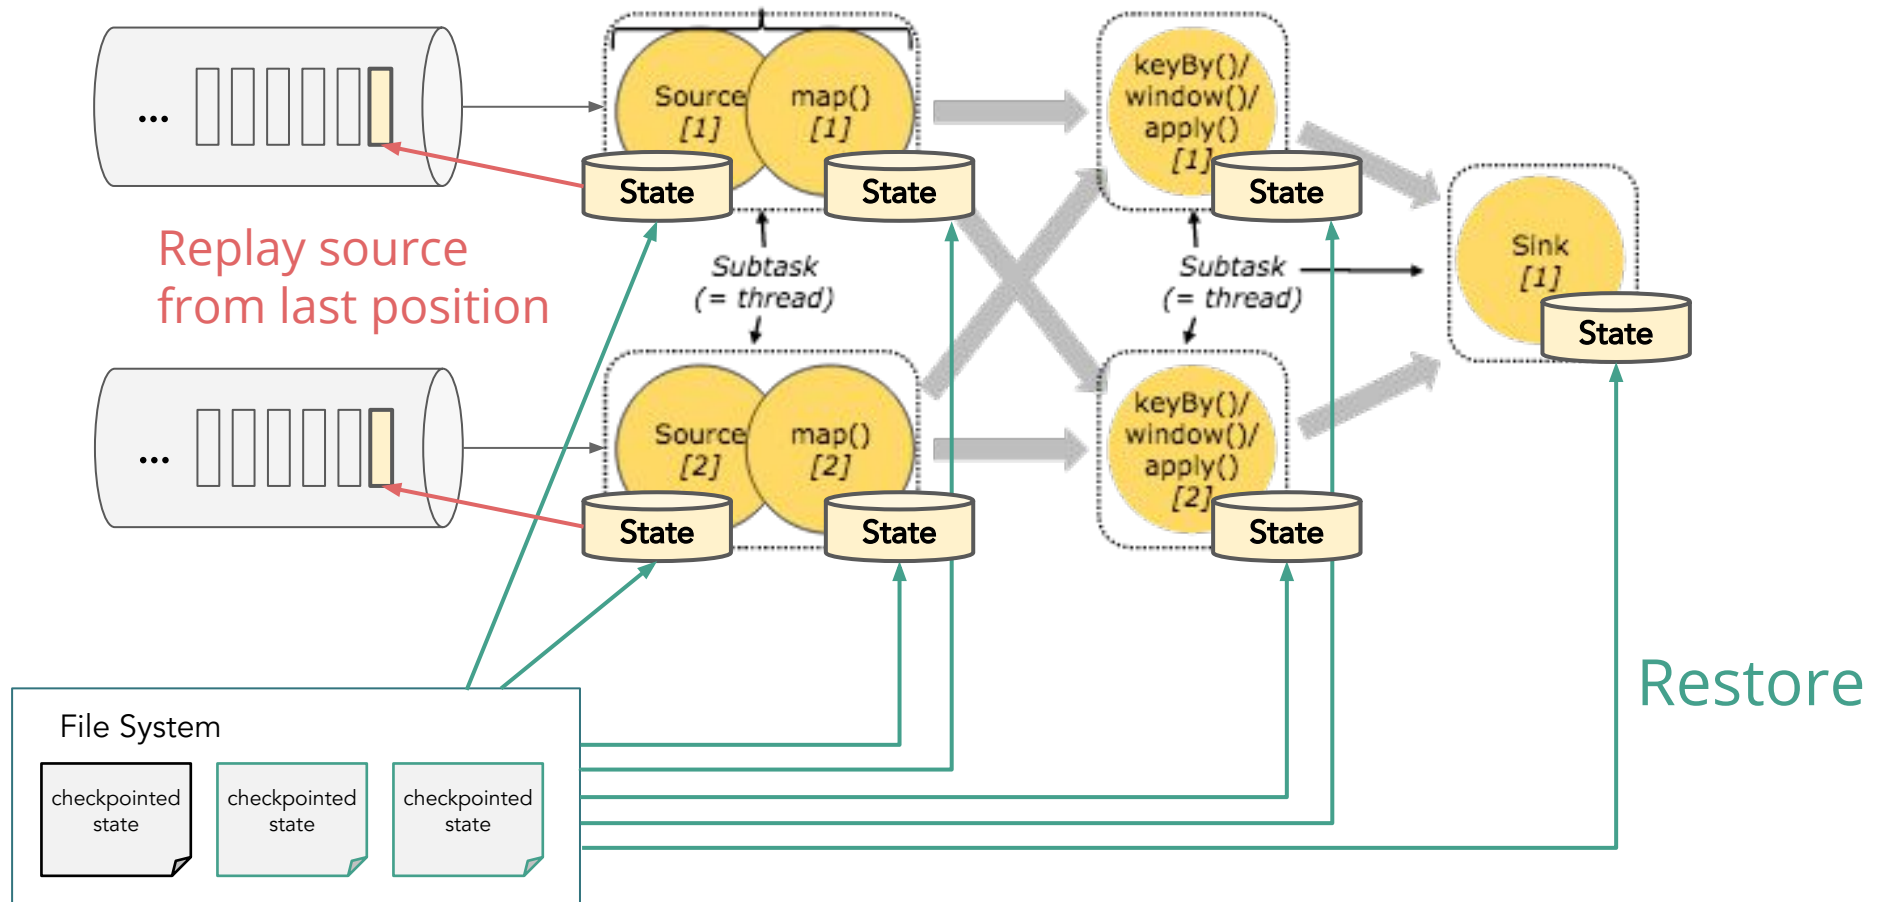 ...
Source
[1]
map()
[1]
keyBy()/
window()/
apply()
[1]
State
State
State
Replay source
from last position
Subtask
(= thread)
Subtask
(= thread)
Sink
[1]
State
...
Source
[2]
map()
[2]
keyBy()/
window()/
apply()
[2]
State
State
State
Restore
File System
checkpointed
state
checkpointed
state
checkpointed
state